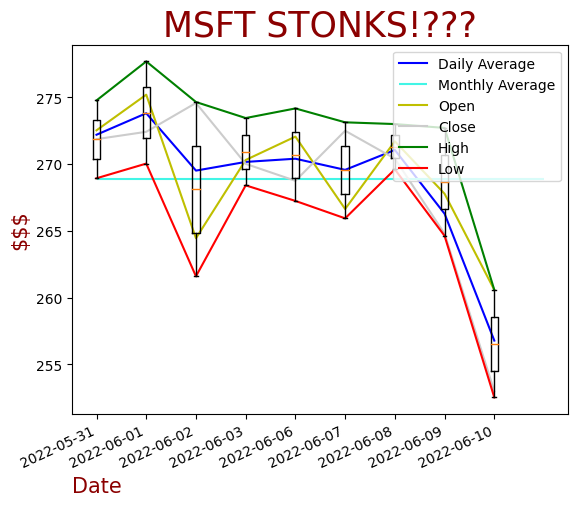 MSFT STONKS!???
Daily Average
Monthly Average
Open
Close
High
Low
275
270
265
260
255
$$$
2022-05-31
2022-06-01
2022-06-02
2022-06-03
2022-06-06
2022-06-07
2022-06-08
2022-06-09
2022-06-10
Date